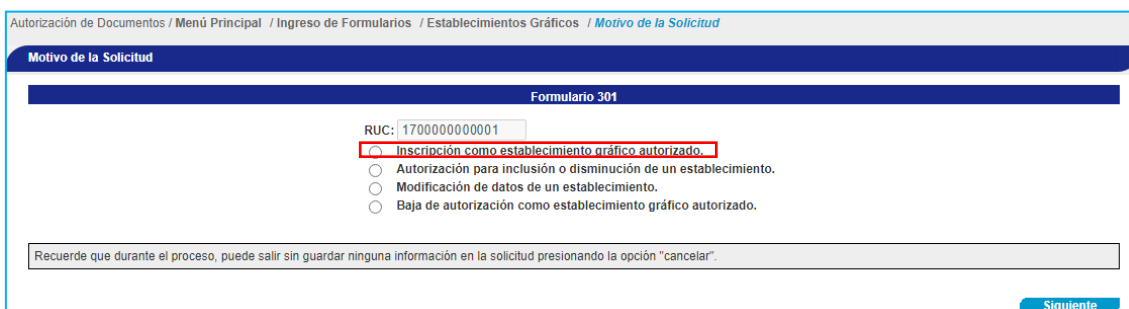 Autorización de Documentos / Menú Principal / Ingreso de Formularios / Establecimientos Gráficos / Motivo de la Solicitud
Motivo de la Solicitud
Formulario 301
RUC: 1700000000001
Inscripción como establecimiento gráfico autorizado.
Autorización para inclusión o disminución de un establecimiento.
Modificación de datos de un establecimiento.
Baja de autorización como establecimiento gráfico autorizado.
Recuerde que durante el proceso, puede salir sin guardar ninguna información en la solicitud presionando la opción "cancelar".
Siguiente